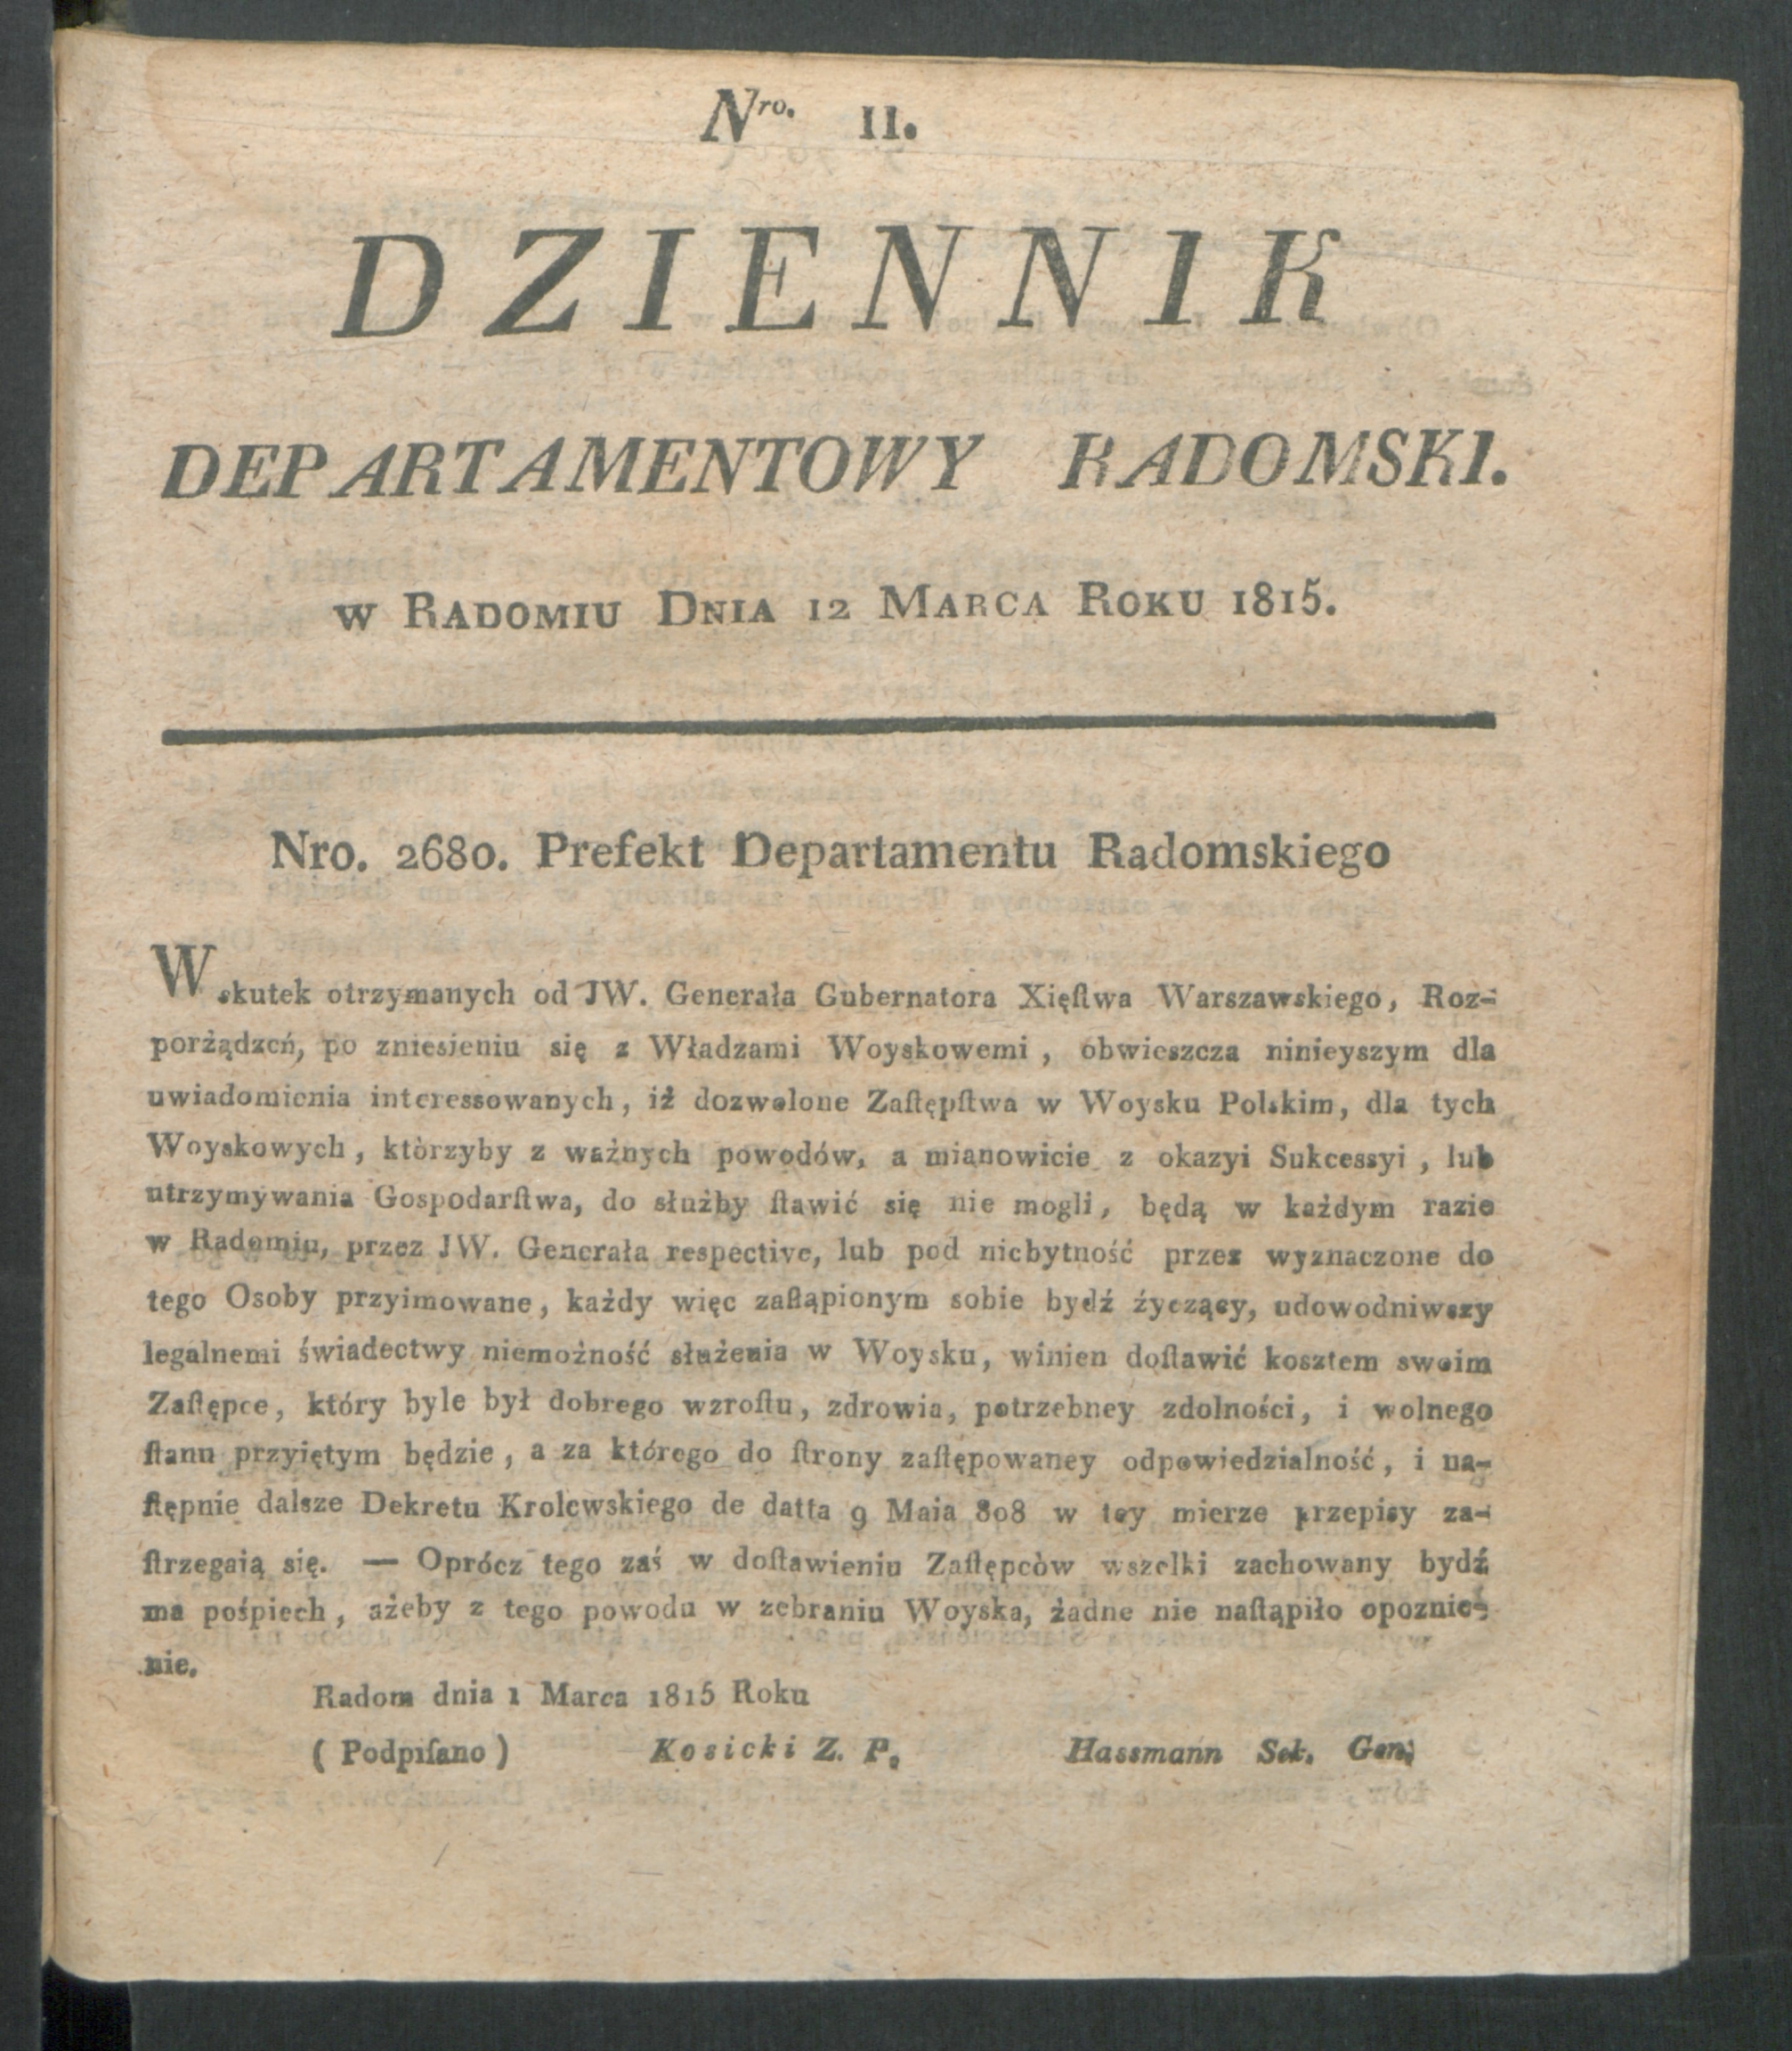 Nro. 11.
DZIENNIK
DEPARTAMENTOWY RADOMSKI.
w Radomiu Dnia 12 Marca Roku 1815.
Nro. 2680. Prefekt Departamentu Radomskiego
Wskutek otrzymanych od JW. Generała Gubernatora Xięſtwa Warszawskiego, Roz-
porżądzeń, po zniesieniu się z Władzami Woyskowemi, obwieszcza ninieyszym dla
uwiadomienia interessowanych, iż dozwolone Zaſtępſtwa w Woysku Polskim, dla tych
Woyskowych, ktòrzyby z ważnych powodów, a mianowicie z okazyi Sukcessyi, lub
utrzymywania Gospodarſtwa, do służby ſtawić się nie mogli, będą w każdym razie
w Radomiu, przez JW. Generała respective, lub pod niebytność przez wyznaczone do
tego Osoby przyimowane, każdy więc zaſtąpionym sobie bydź życzący, udowodniwszy
legalnemi świadectwy niemożność służenia w Woysku, winien doſtawić kosztem swoim
Zaſtępce, który byle był dobrego wzroſtu, zdrowia, potrzebney zdolności, i wolnego
ſtanu przyiętym będzie, a za którego do ſtrony zaſtępowaney odpowiedzialność, i na-
ſtępnie dalsze Dekretu Krolewskiego de datta 9 Maia 808 w tey mierze przepisy za-
ſtrzegaią się. — Oprócz tego zaś w doſtawieniu Zaſtępców wszelki zachowany bydź
ma pośpiech, ażeby z tego powodu w zebraniu Woyska, żadne nie naſtąpiło opoznie-
nie.
Radom dnia 1 Marca 1815 Roku
(Podpiſano) Kosicki Z. P. Hassmann Sek. Gen.